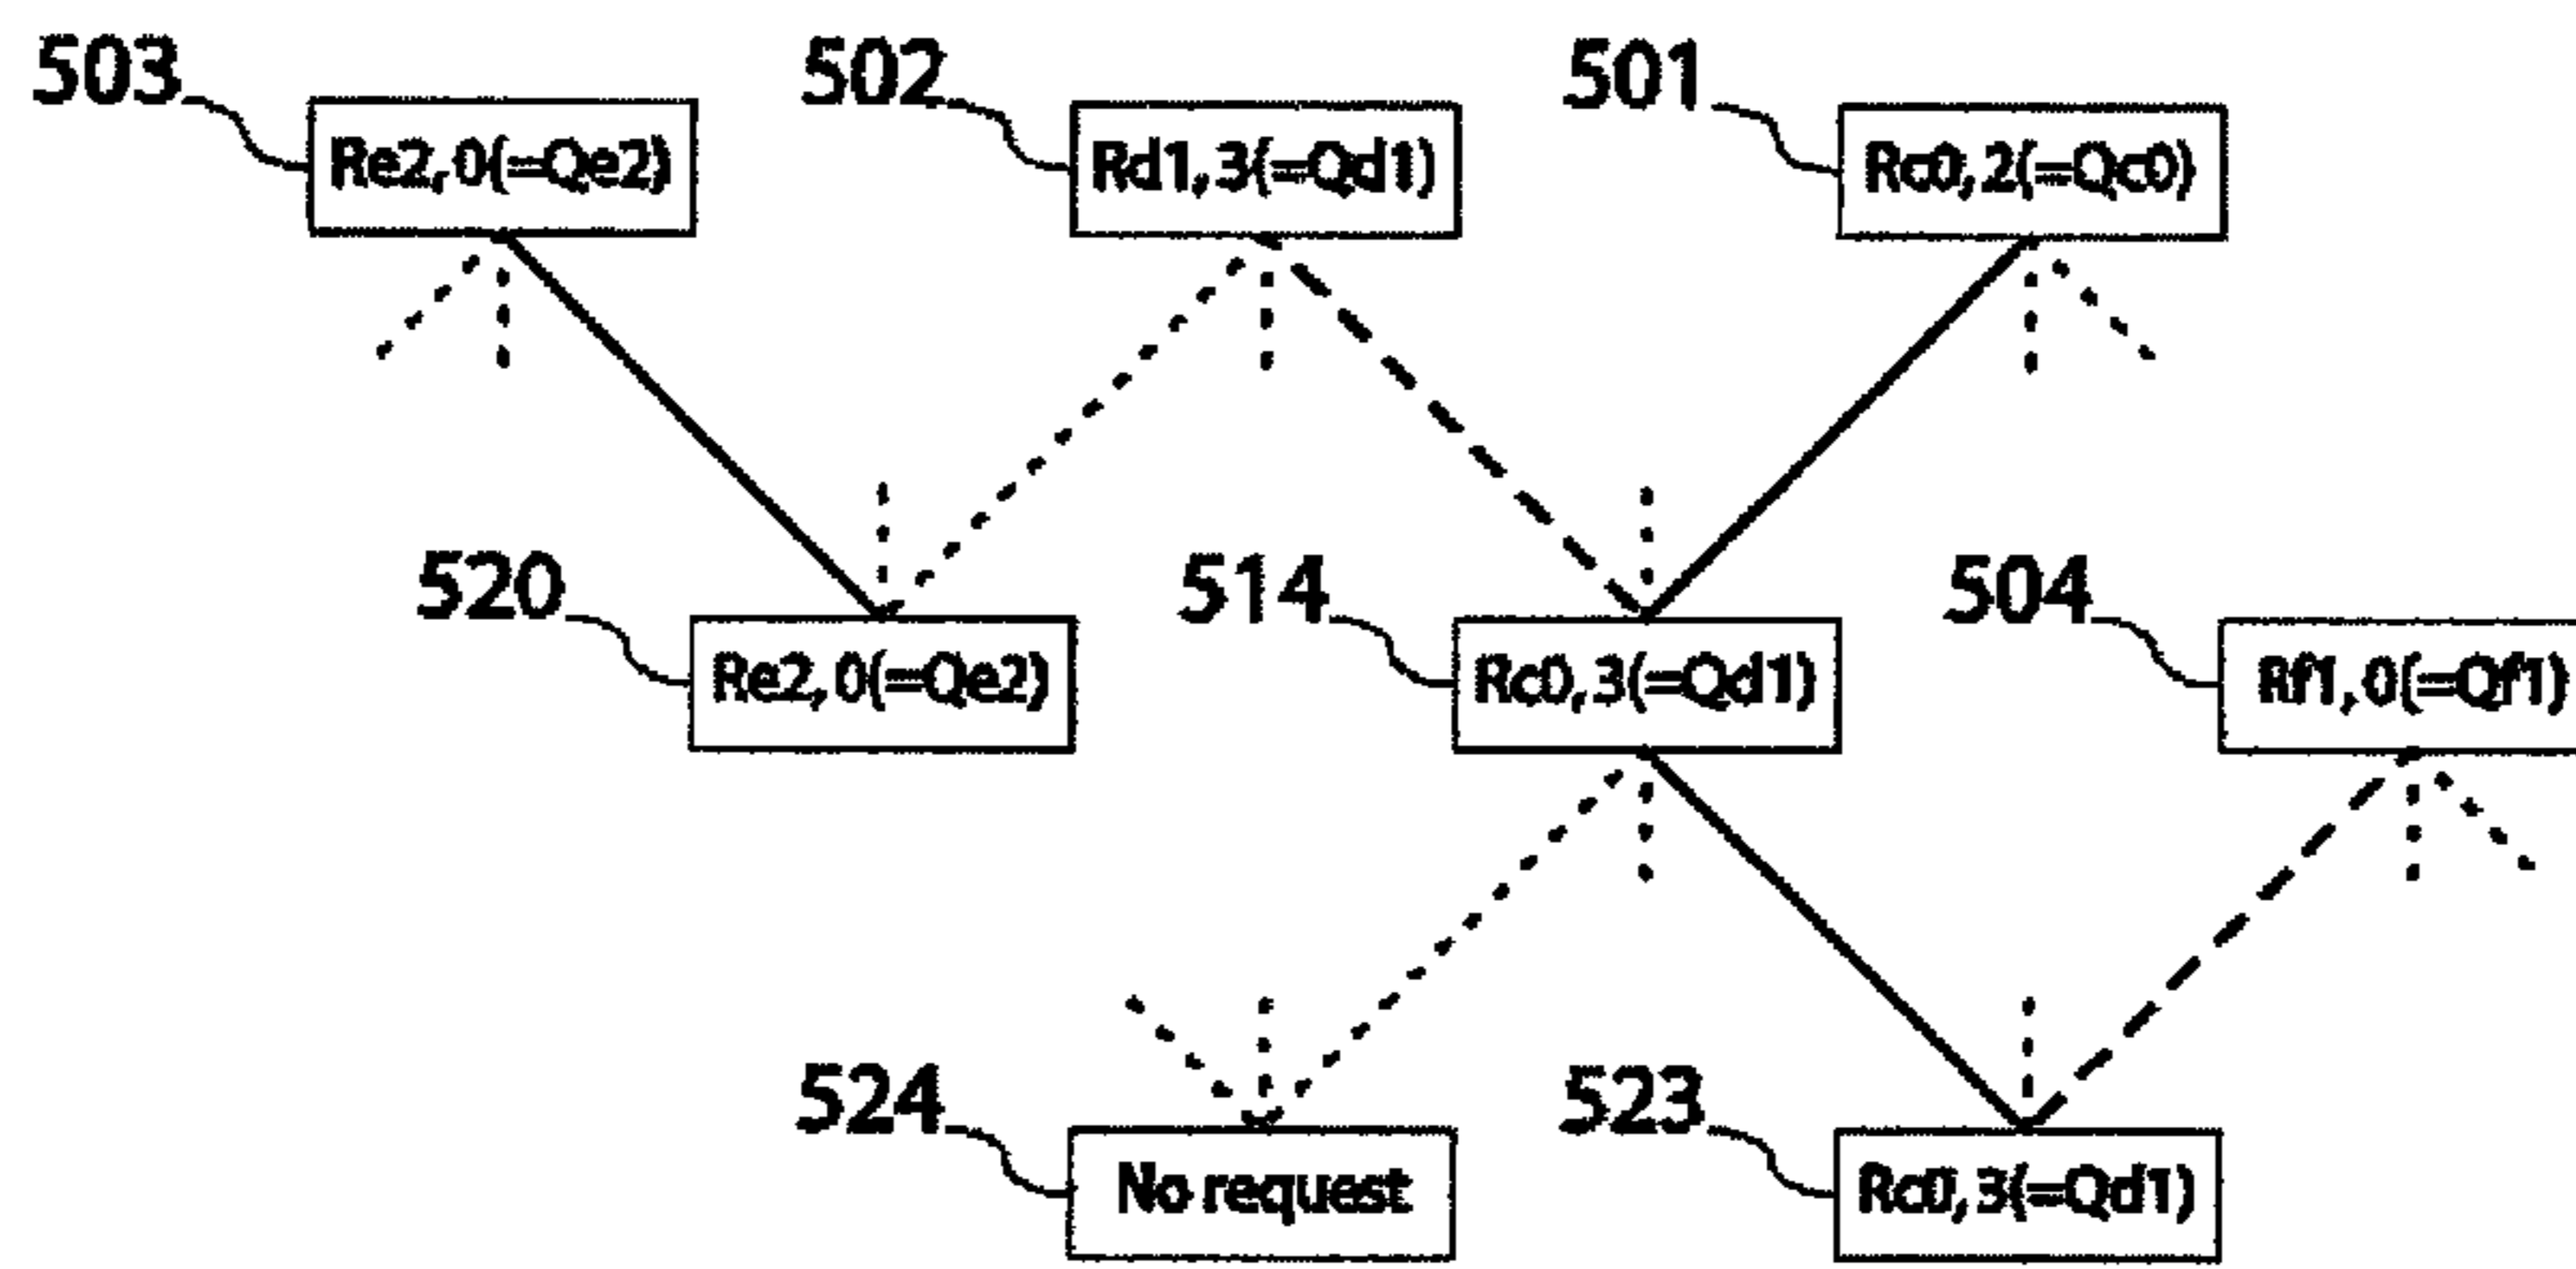 503
502
501
Re2,0(=Qe2)
Rd1,3(=Qd1)
Rc0,2(=Qc0)
520
514
504
Re2,0(=Qe2)
Rc0,3(=Qd1)
Rf1,0(=Qf1)
524
523
No request
Rc0,3(=Qd1)